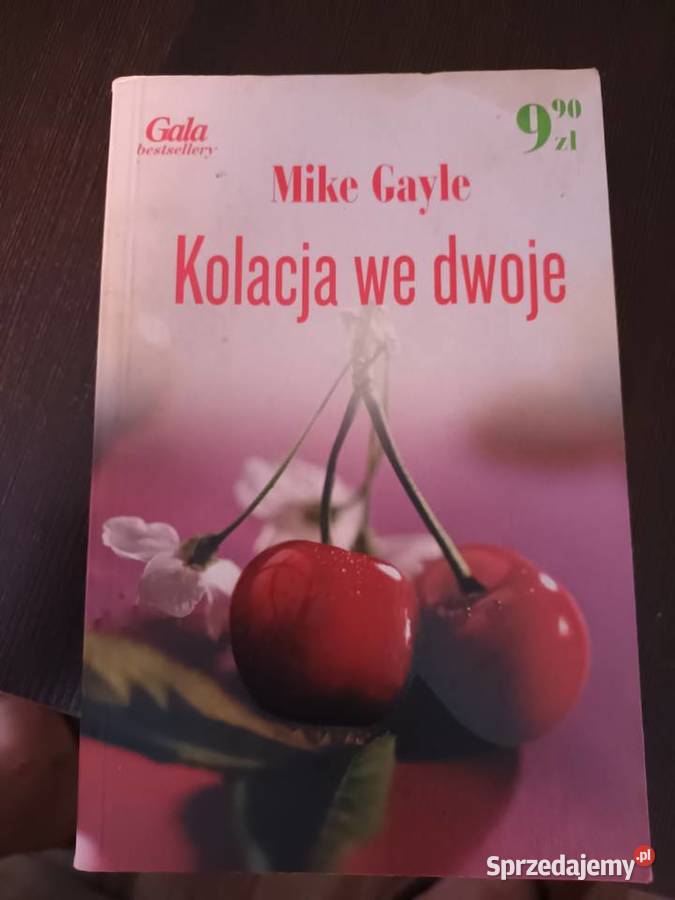 Gala
bestsellery
9 90 zł
Mike Gayle
Kolacja we dwoje
Sprzedajemy.pl